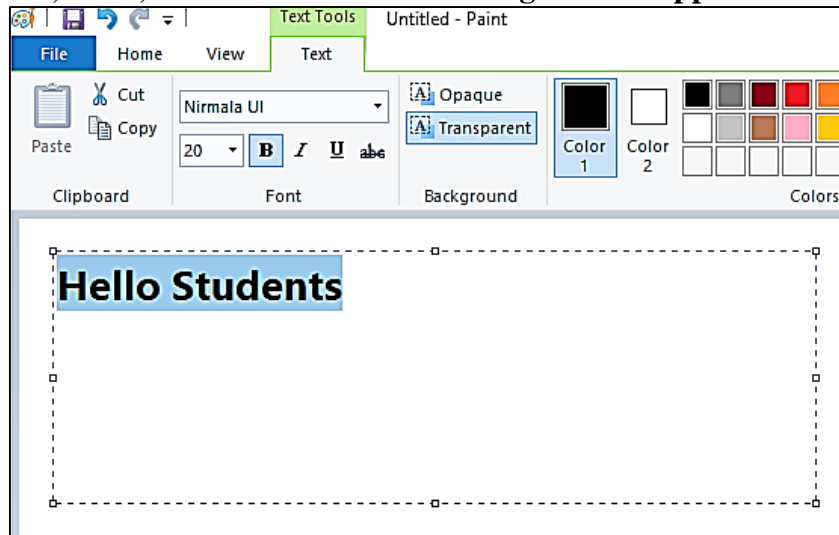 Text Tools Untitled - Paint
File Home View Text
Cut
Copy
Paste
Clipboard
Nirmala UI
20 B I U abc
Font
Opaque
Transparent
Background
Color 1
Color 2
Colors
Hello Students